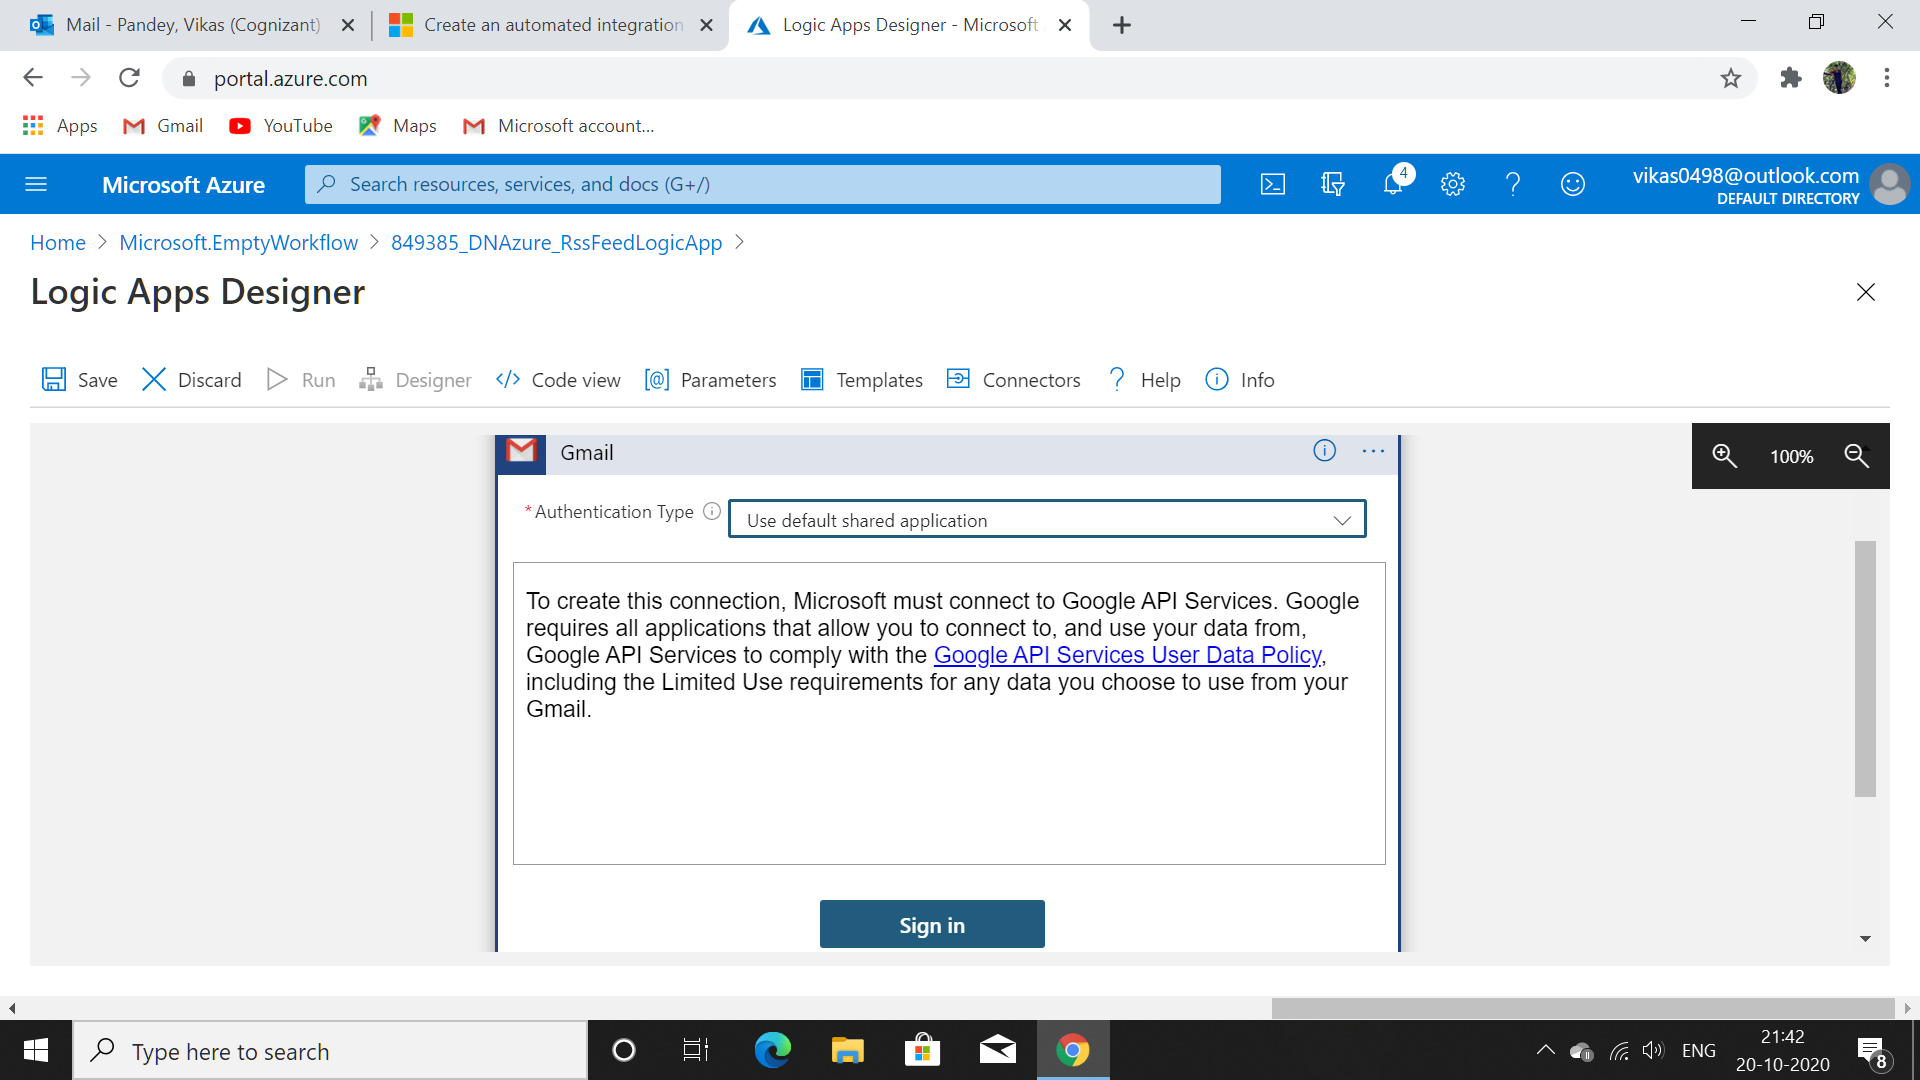 Mail - Pandey, Vikas (Cognizant)
Create an automated integration
Logic Apps Designer - Microsoft
portal.azure.com
Apps
Gmail
YouTube
Maps
Microsoft account...
Microsoft Azure
Search resources, services, and docs (G+/)
4
vikas0498@outlook.com
DEFAULT DIRECTORY
Home > Microsoft.EmptyWorkflow > 849385_DNAzure_RssFeedLogicApp >
Logic Apps Designer
Save
Discard
Run
Designer
Code view
Parameters
Templates
Connectors
Help
Info
Gmail
100%
*Authentication Type
Use default shared application
To create this connection, Microsoft must connect to Google API Services. Google
requires all applications that allow you to connect to, and use your data from,
Google API Services to comply with the Google API Services User Data Policy,
including the Limited Use requirements for any data you choose to use from your
Gmail.
Sign in
Type here to search
ENG
21:42
20-10-2020
8